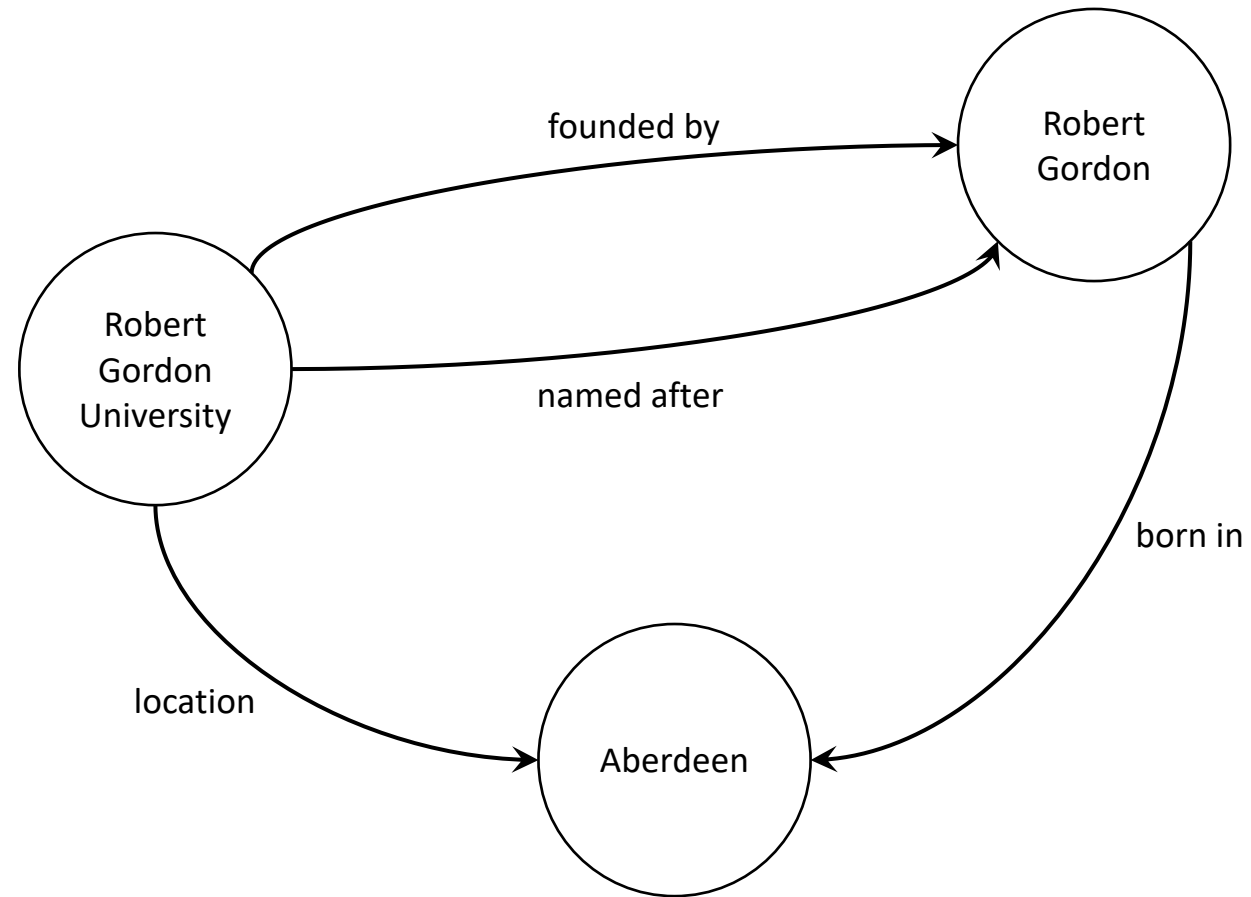 founded by
Robert
Gordon
Robert
Gordon
University
named after
born in
location
Aberdeen